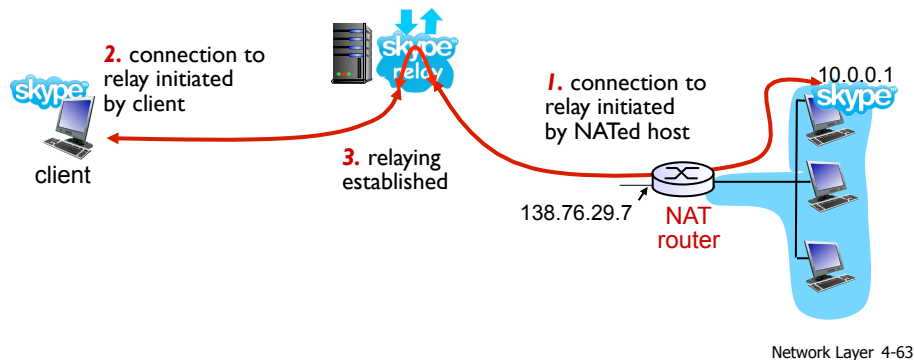 2. connection to
relay initiated
by client
skype
client
skype
relay
3. relaying
established
1. connection to
relay initiated
by NATed host
10.0.0.1
skype
138.76.29.7
NAT
router
Network Layer 4-63